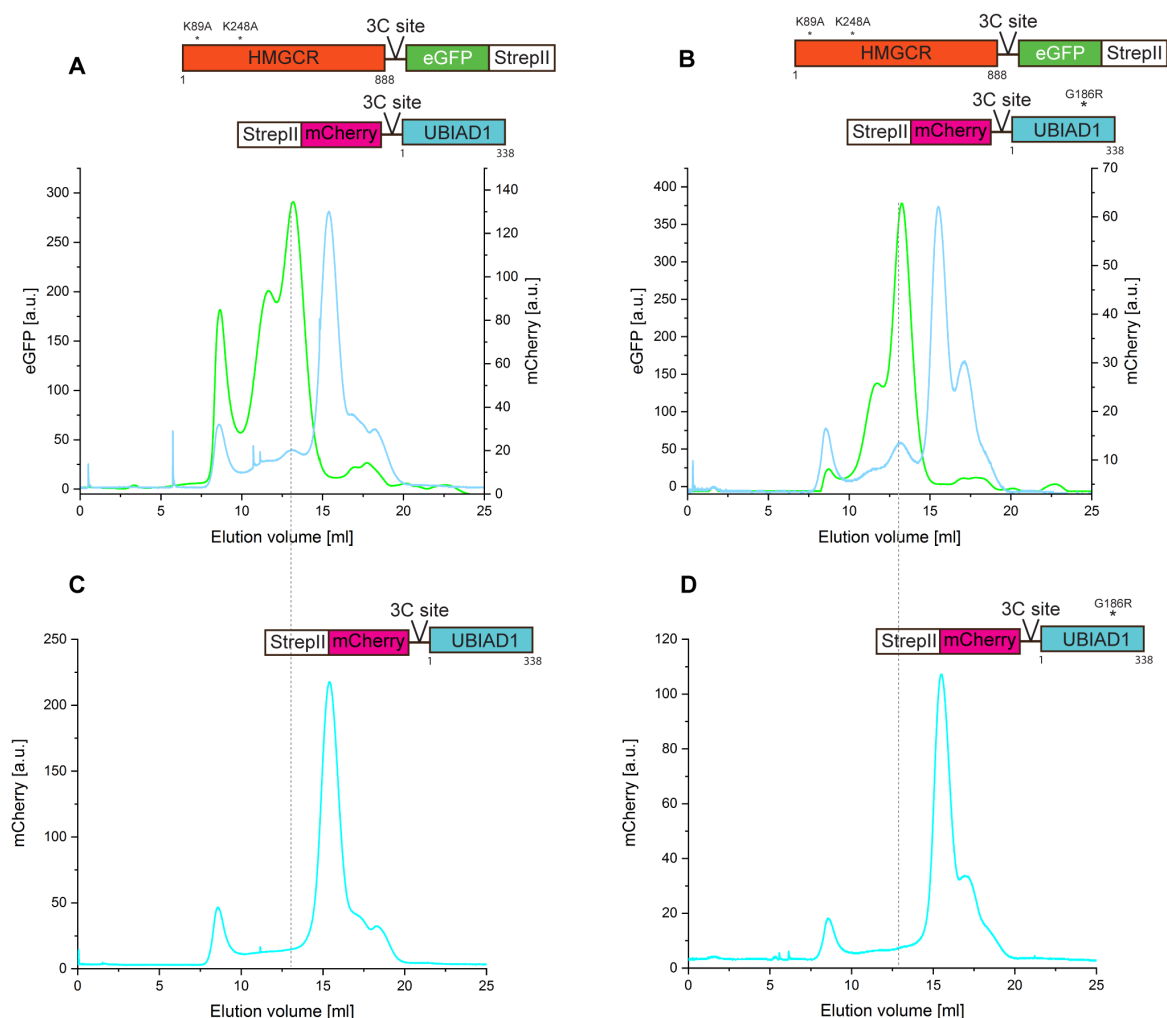 A
K89A K248A
* *
3C site
HMGCR eGFP StrepII
1 888
3C site
StrepII mCherry UBIAD1
1 338
300
250
200
150
100
50
0
eGFP [a.u.]
140
120
100
80
60
40
20
0
mCherry [a.u.]
0 5 10 15 20 25
Elution volume [ml]
B
K89A K248A
* *
3C site
HMGCR eGFP StrepII
1 888
3C site
G186R
*
StrepII mCherry UBIAD1
1 338
400
350
300
250
200
150
100
50
0
eGFP [a.u.]
70
60
50
40
30
20
10
mCherry [a.u.]
0 5 10 15 20 25
Elution volume [ml]
C
3C site
StrepII mCherry UBIAD1
1 338
250
200
150
100
50
0
mCherry [a.u.]
0 5 10 15 20 25
Elution volume [ml]
D
3C site
G186R
*
StrepII mCherry UBIAD1
1 338
120
100
80
60
40
20
0
mCherry [a.u.]
0 5 10 15 20 25
Elution volume [ml]